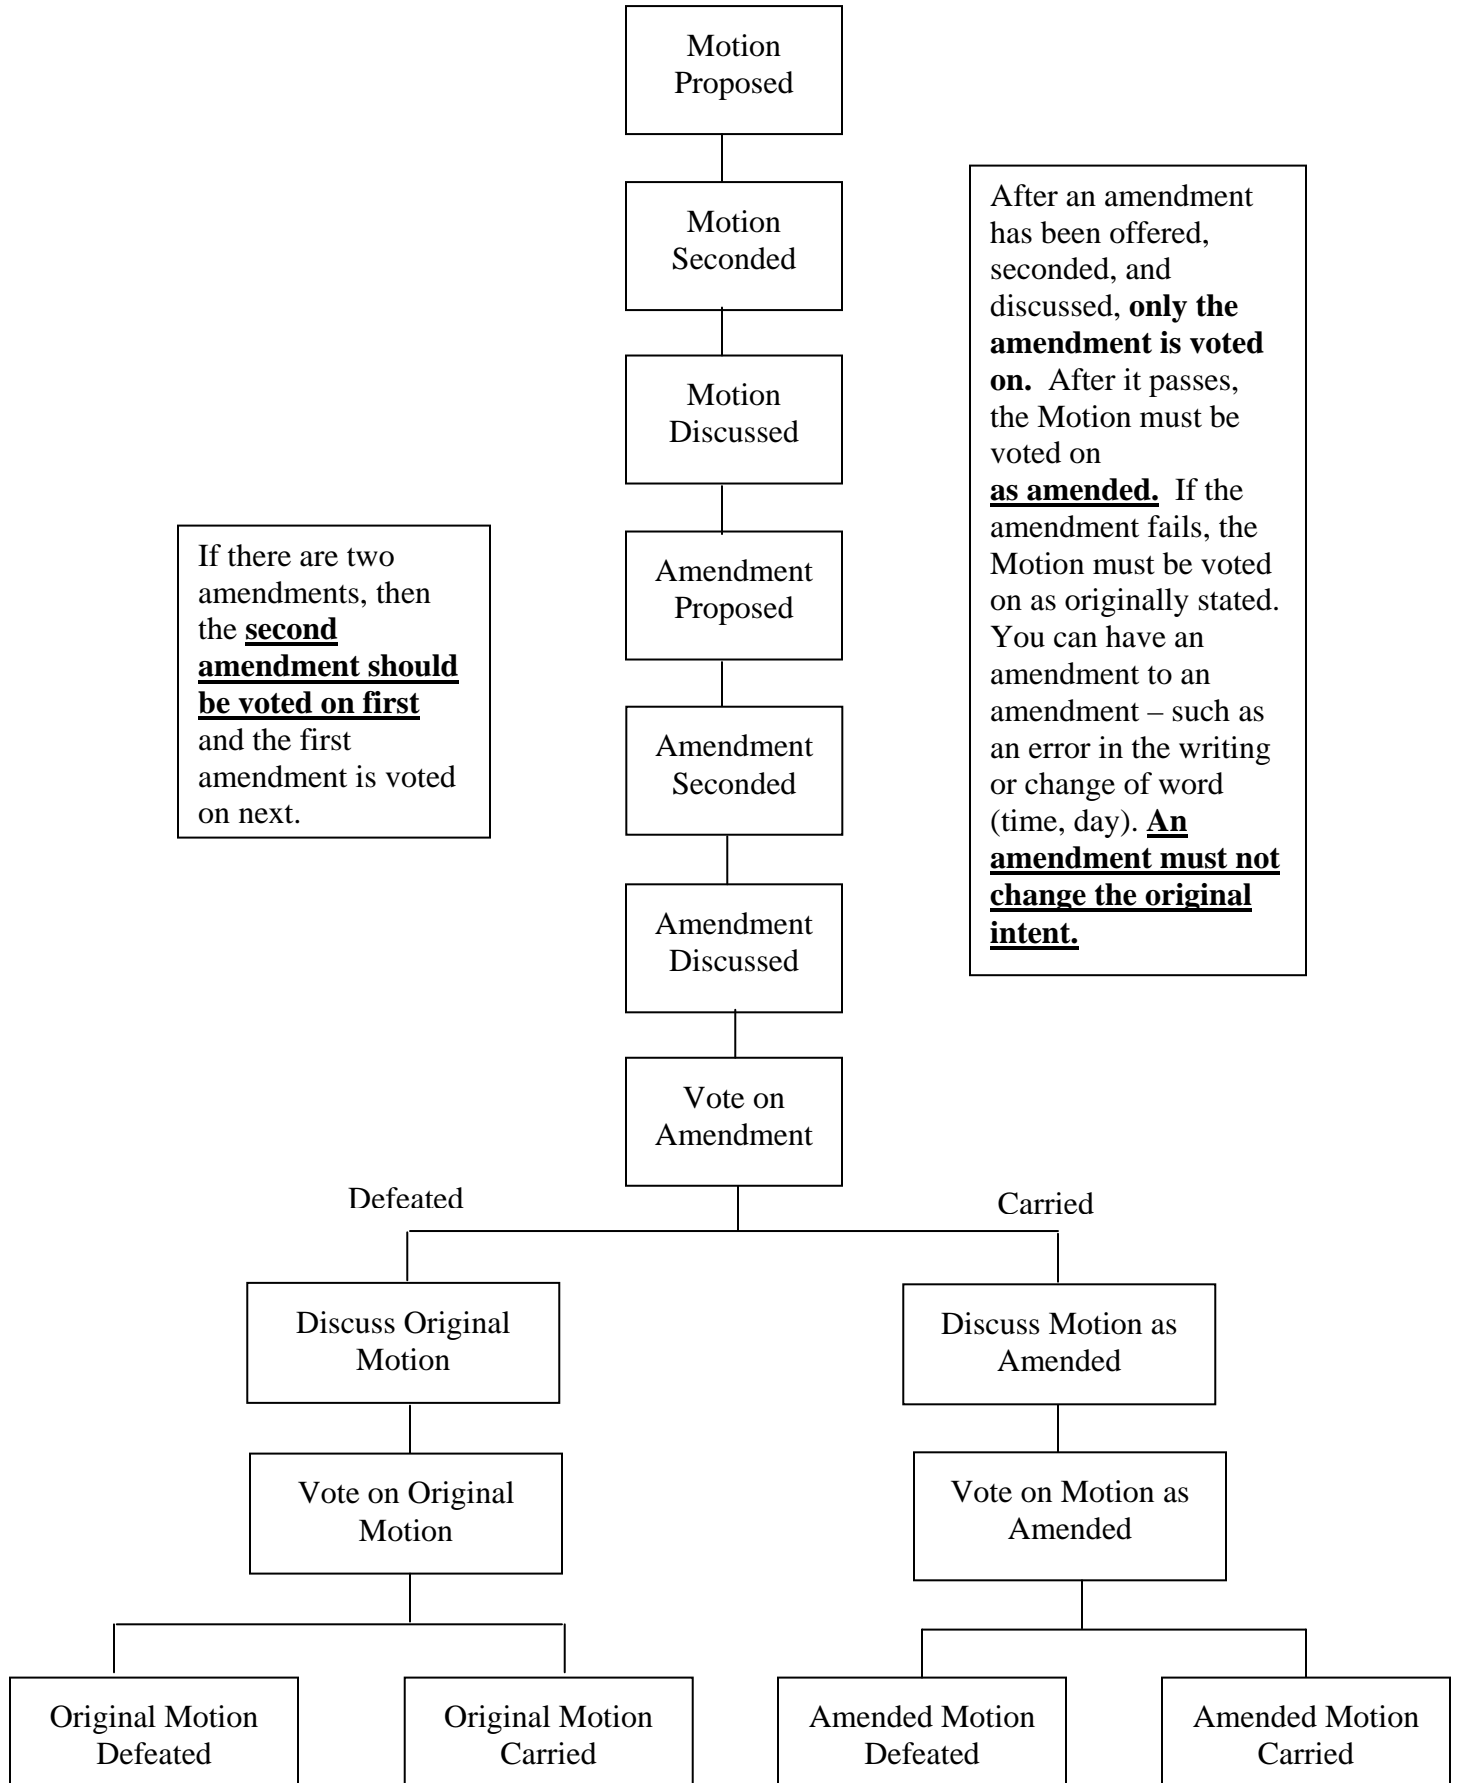 Motion
Proposed
Motion
Seconded
Motion
Discussed
Amendment
Proposed
Amendment
Seconded
Amendment
Discussed
Vote on
Amendment
If there are two
amendments, then
the second
amendment should
be voted on first
and the first
amendment is voted
on next.
After an amendment
has been offered,
seconded, and
discussed, only the
amendment is voted
on. After it passes,
the Motion must be
voted on
as amended. If the
amendment fails, the
Motion must be voted
on as originally stated.
You can have an
amendment to an
amendment – such as
an error in the writing
or change of word
(time, day). An
amendment must not
change the original
intent.
Defeated
Carried
Discuss Original
Motion
Discuss Motion as
Amended
Vote on Original
Motion
Vote on Motion as
Amended
Original Motion
Defeated
Original Motion
Carried
Amended Motion
Defeated
Amended Motion
Carried